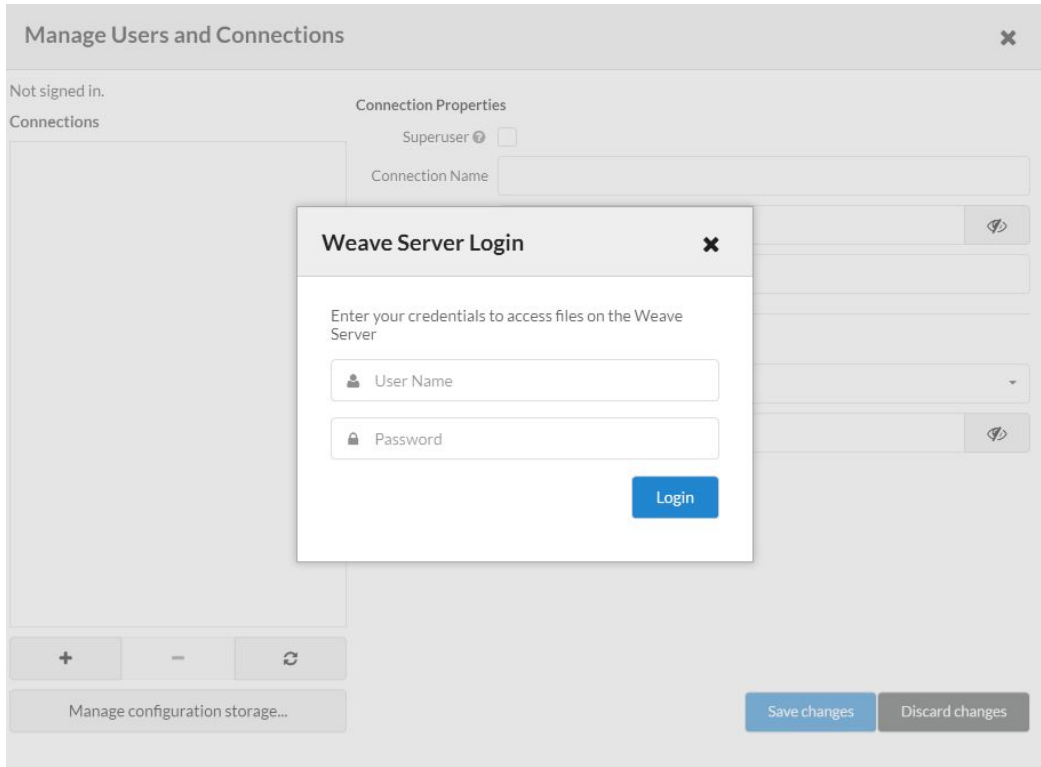 Manage Users and Connections
Not signed in.
Connections
Connection Properties
Superuser
Connection Name
Weave Server Login
Enter your credentials to access files on the Weave
Server
User Name
Password
Login
Manage configuration storage...
Save changes
Discard changes